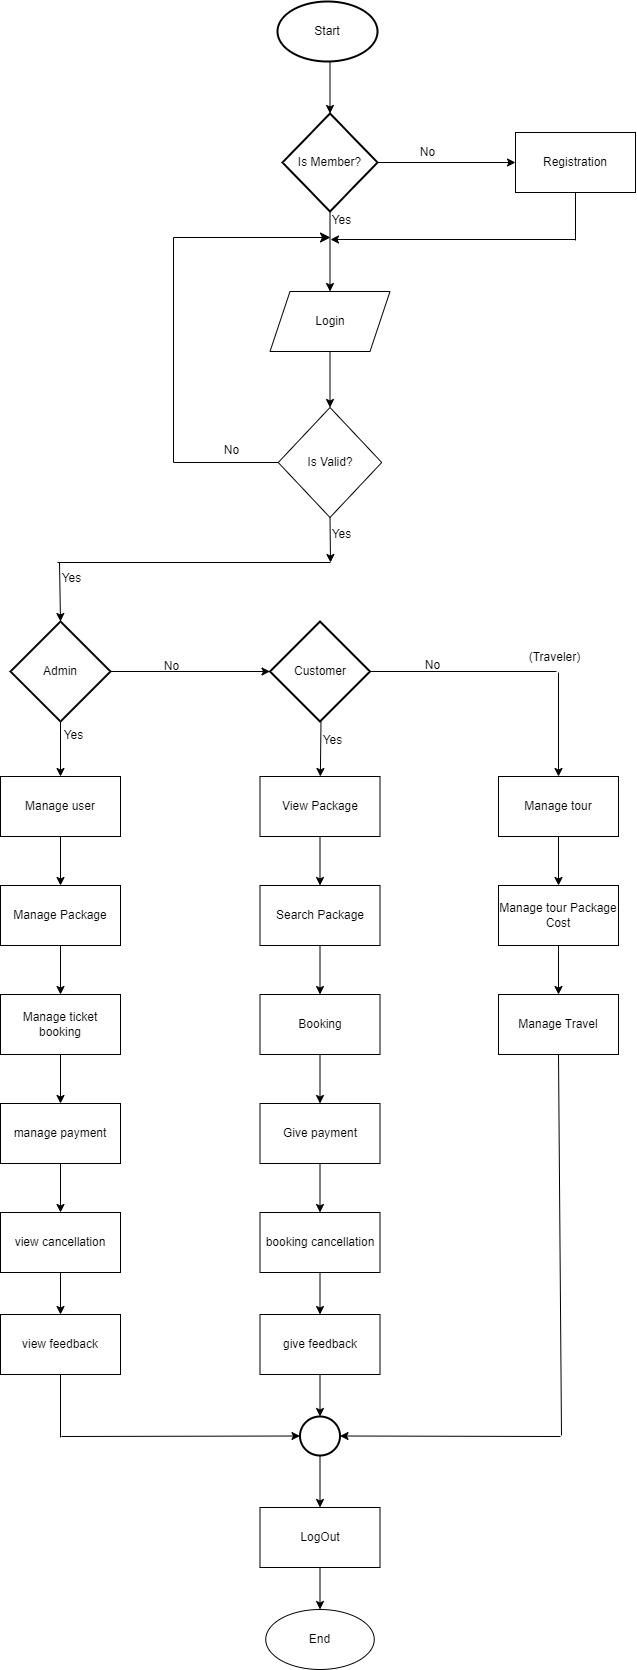 Start
Is Member?
No
Registration
Yes
Login
No
Is Valid?
Yes
Yes
Admin
No
Customer
No
(Traveler)
Yes
Yes
Manage user
View Package
Manage tour
Manage Package
Search Package
Manage tour Package
Cost
Manage ticket
booking
Booking
Manage Travel
manage payment
Give payment
view cancellation
booking cancellation
view feedback
give feedback
LogOut
End